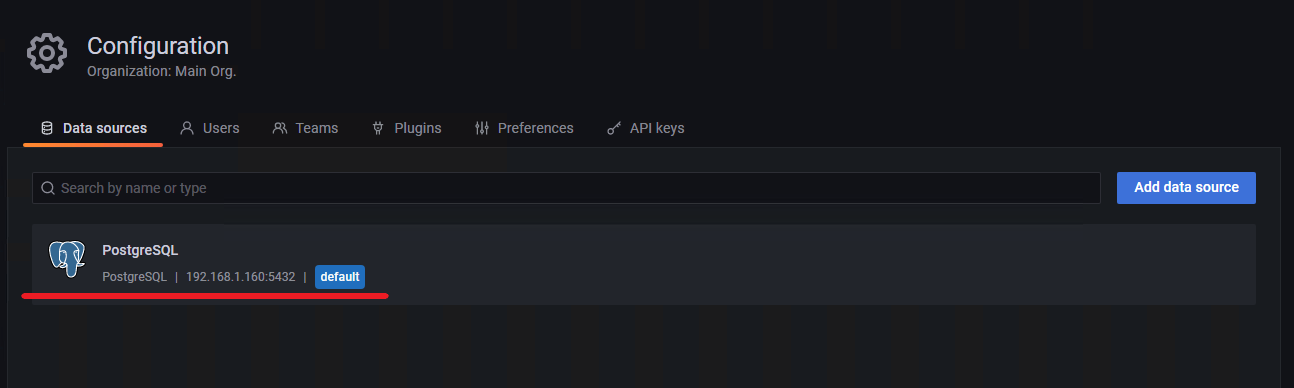 Configuration
Organization: Main Org.
Data sources Users Teams Plugins Preferences API keys
Search by name or type Add data source
PostgreSQL
PostgreSQL | 192.168.1.160:5432 | default